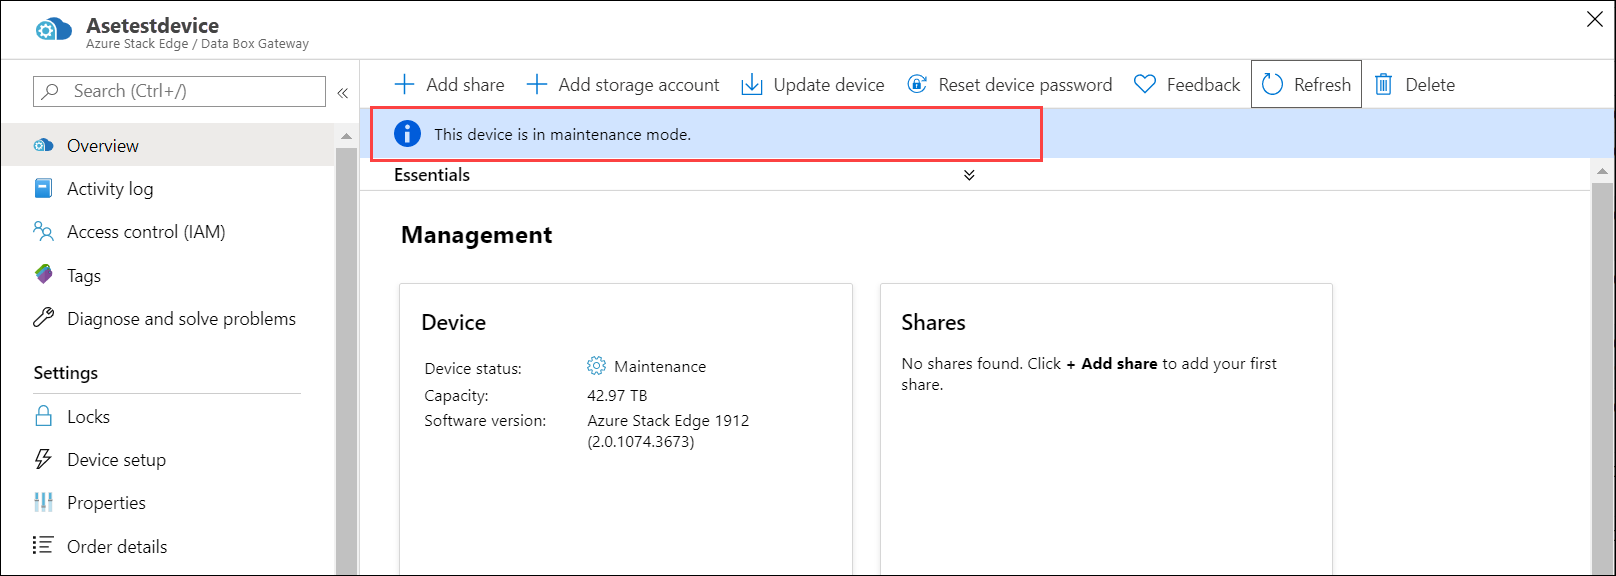 Asetestdevice
Azure Stack Edge / Data Box Gateway
Search (Ctrl+/)
Overview
Activity log
Access control (IAM)
Tags
Diagnose and solve problems
Settings
Locks
Device setup
Properties
Order details
Add share
Add storage account
Update device
Reset device password
Feedback
Refresh
Delete
This device is in maintenance mode.
Essentials
Management
Device
Device status: Maintenance
Capacity: 42.97 TB
Software version: Azure Stack Edge 1912
(2.0.1074.3673)
Shares
No shares found. Click + Add share to add your first
share.